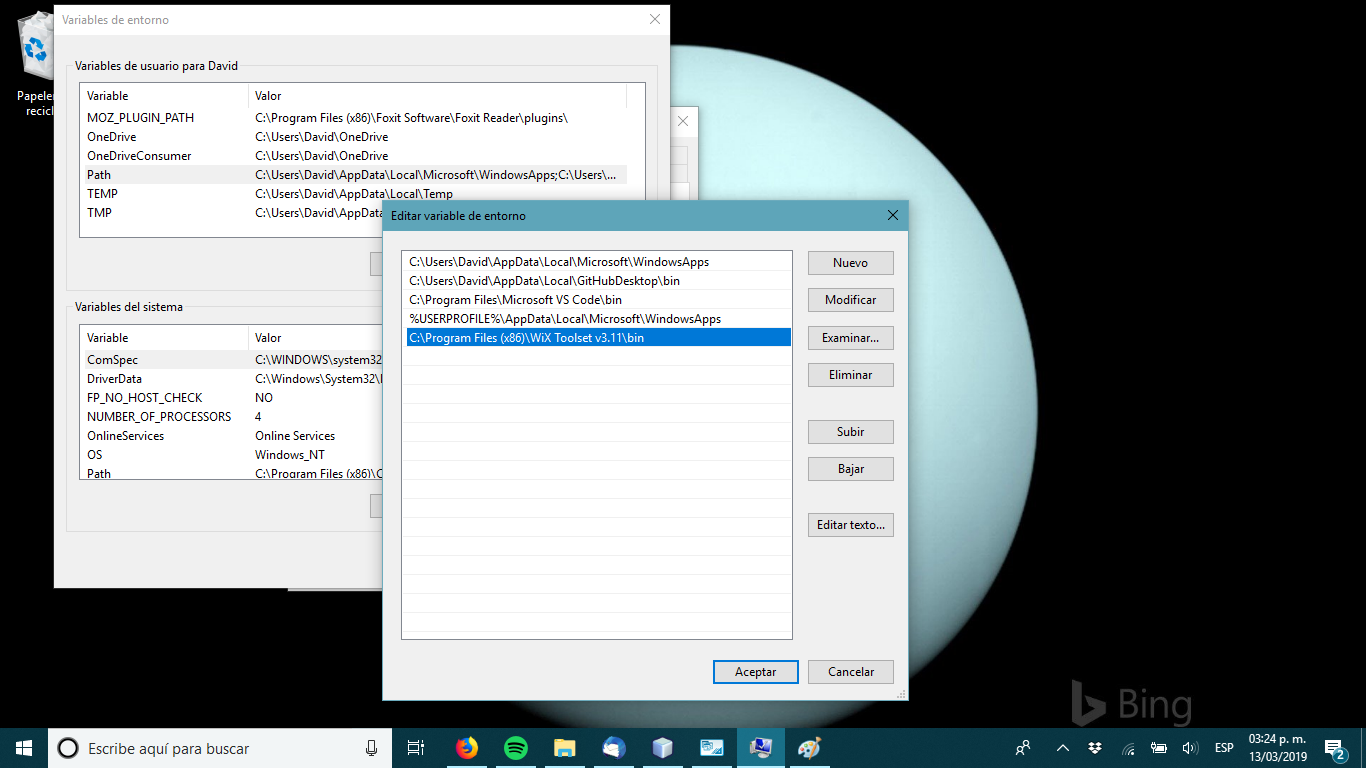 Variables de entorno
Papele
recicl
Variables de usuario para David
Variable Valor
MOZ_PLUGIN_PATH C:\Program Files (x86)\Foxit Software\Foxit Reader\plugins\
OneDrive C:\Users\David\OneDrive
OneDriveConsumer C:\Users\David\OneDrive
Path C:\Users\David\AppData\Local\Microsoft\WindowsApps;C:\Users\...
TEMP C:\Users\David\AppData\Local\Temp
TMP C:\Users\David\AppData
Variables del sistema
Variable Valor
ComSpec C:\WINDOWS\system32
DriverData C:\Windows\System32\
FP_NO_HOST_CHECK NO
NUMBER_OF_PROCESSORS 4
OnlineServices Online Services
OS Windows_NT
Path C:\Program Files (x86)\C
Editar variable de entorno
C:\Users\David\AppData\Local\Microsoft\WindowsApps
C:\Users\David\AppData\Local\GitHubDesktop\bin
C:\Program Files\Microsoft VS Code\bin
%USERPROFILE%\AppData\Local\Microsoft\WindowsApps
C:\Program Files (x86)\WiX Toolset v3.11\bin
Nuevo
Modificar
Examinar...
Eliminar
Subir
Bajar
Editar texto...
Aceptar
Cancelar
Bing
Escribe aquí para buscar
ESP
03:24 p. m.
13/03/2019
2